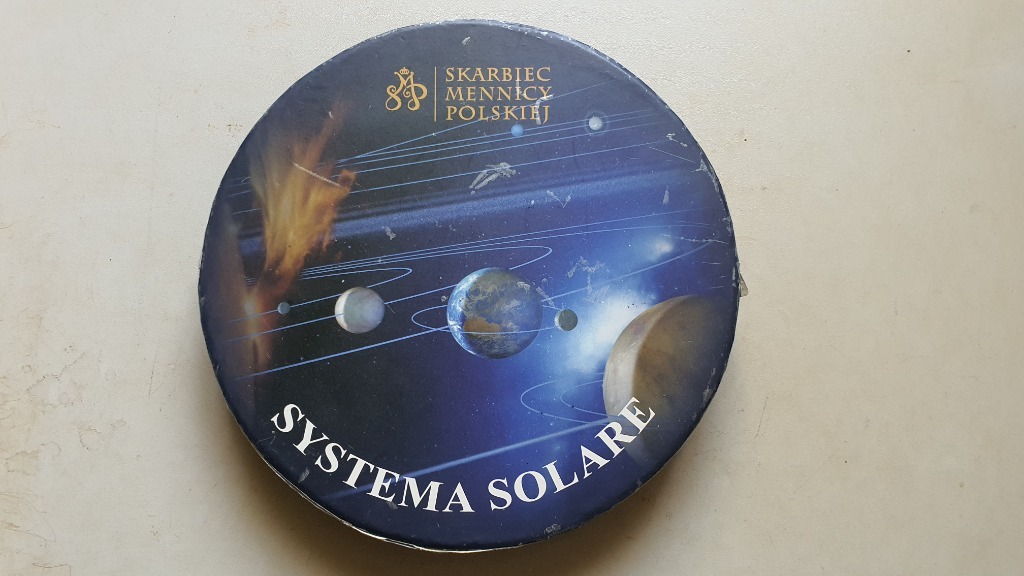 SKARBIEC
MENNICY
POLSKIEJ
SYSTEMA SOLARE